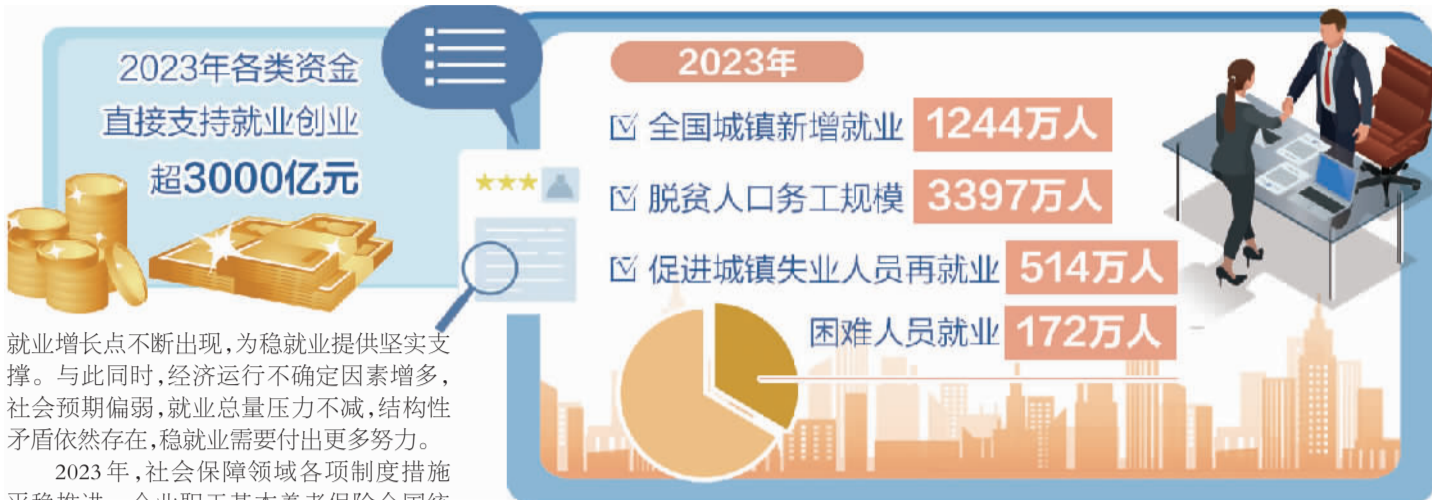 2023年各类资金
直接支持就业创业
超3000亿元
2023年
全国城镇新增就业 1244万人
脱贫人口务工规模 3397万人
促进城镇失业人员再就业 514万人
困难人员就业 172万人
就业增长点不断出现,为稳就业提供坚实支
撑。与此同时,经济运行不确定因素增多,
社会预期偏弱,就业总量压力不减,结构性
矛盾依然存在,稳就业需要付出更多努力。
2023年,社会保障领域各项制度措施